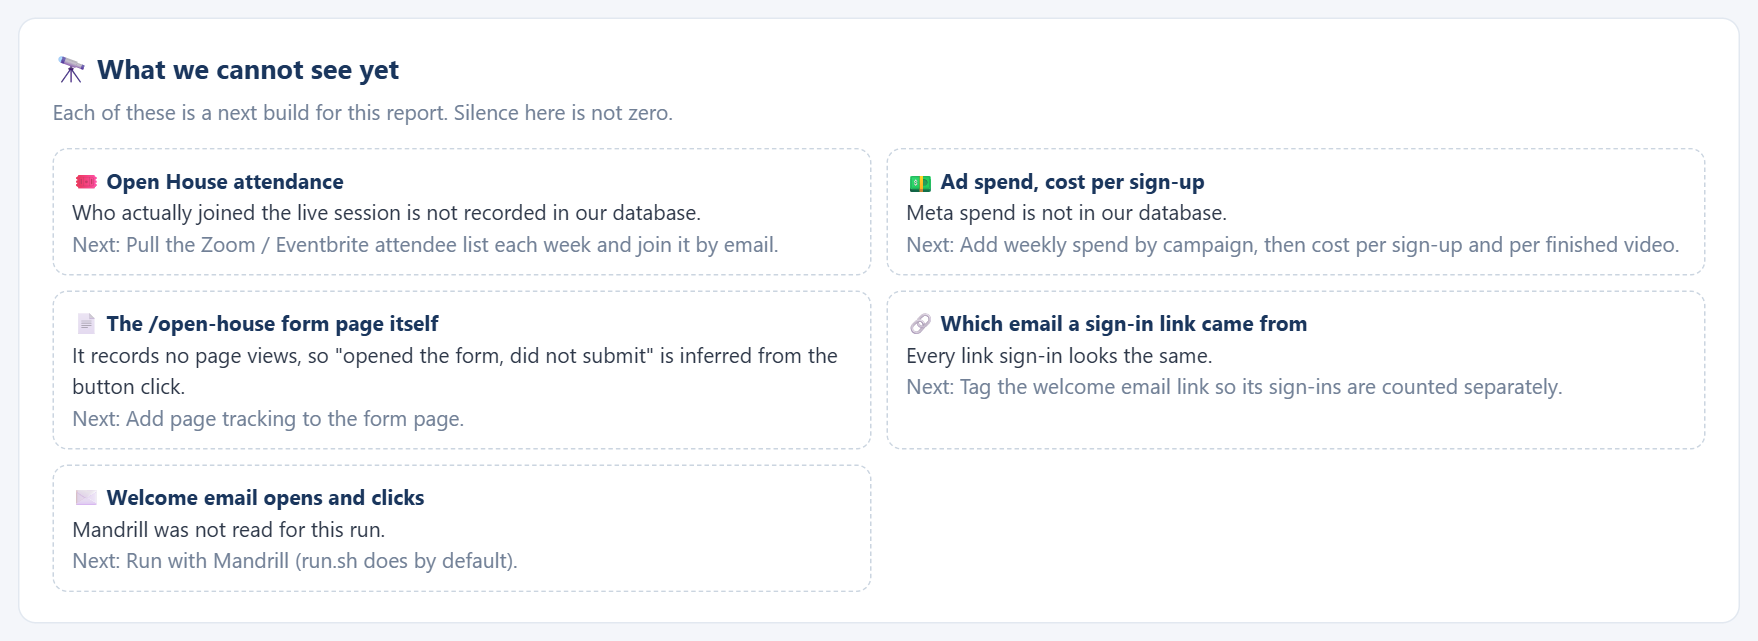 What we cannot see yet
Each of these is a next build for this report. Silence here is not zero.
Open House attendance
Who actually joined the live session is not recorded in our database.
Next: Pull the Zoom / Eventbrite attendee list each week and join it by email.
Ad spend, cost per sign-up
Meta spend is not in our database.
Next: Add weekly spend by campaign, then cost per sign-up and per finished video.
The /open-house form page itself
It records no page views, so "opened the form, did not submit" is inferred from the
button click.
Next: Add page tracking to the form page.
Which email a sign-in link came from
Every link sign-in looks the same.
Next: Tag the welcome email link so its sign-ins are counted separately.
Welcome email opens and clicks
Mandrill was not read for this run.
Next: Run with Mandrill (run.sh does by default).